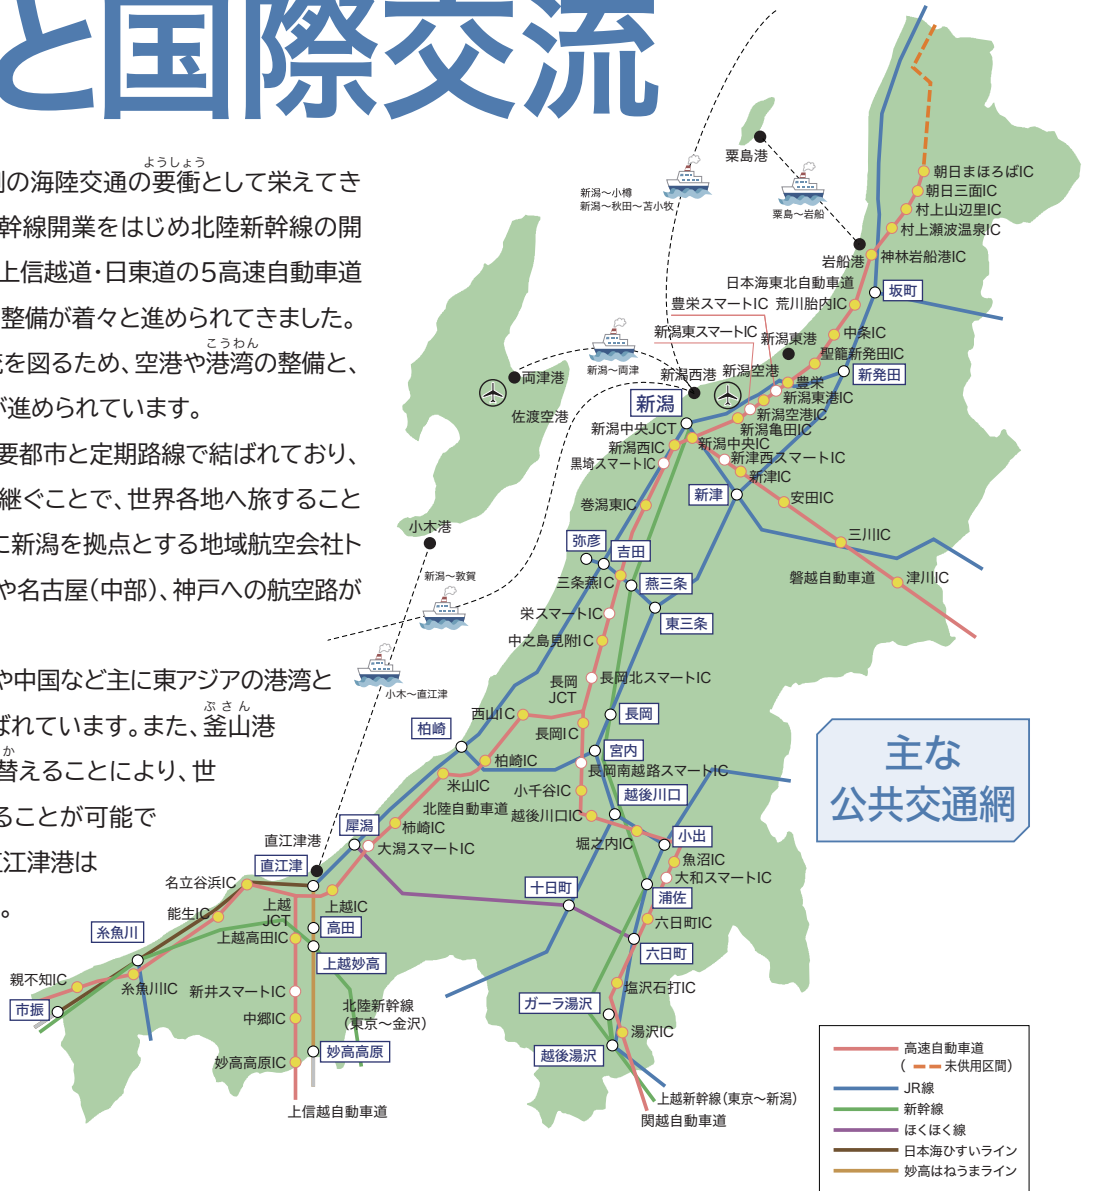 と国際交流
ようしょう
の海陸交通の要衝として栄えてき
幹線開業をはじめ北陸新幹線の開
上信越道・日東道の5高速自動車道
整備が着々と進められてきました。
こうわん
を図るため、空港や港湾の整備と、
が進められています。
要都市と定期路線で結ばれており、
継ぐことで、世界各地へ旅すること
に新潟を拠点とする地域航空会社ト
や名古屋(中部)、神戸への航空路が
や中国など主に東アジアの港湾と
ぷさん
ばれています。また、釜山港
か
替えることにより、世
ることが可能で
江津港は
。
粟島港
新潟〜小樽
新潟〜秋田〜苫小牧
粟島〜岩船
岩船港
朝日まほろばIC
朝日三面IC
村上山辺里IC
村上瀬波温泉IC
神林岩船港IC
日本海東北自動車道
坂町
豊栄スマートIC
荒川胎内IC
新潟東スマートIC
新潟東港
中条IC
聖籠新発田IC
新潟〜両津
新潟西港
新潟空港
豊栄
新発田
両津港
佐渡空港
新潟東港IC
新潟
新潟空港IC
新潟中央JCT
新潟亀田IC
新潟西IC
新潟中央IC
黒埼スマートIC
新津西スマートIC
新津IC
新津
安田IC
巻潟東IC
小木港
弥彦
吉田
三川IC
新潟〜敦賀
三条燕IC
燕三条
磐越自動車道
津川IC
栄スマートIC
東三条
中之島見附IC
小木〜直江津
長岡
JCT
長岡北スマートIC
西山IC
長岡
柏崎
長岡IC
宮内
柏崎IC
長岡南越路スマートIC
米山IC
小千谷IC
越後川口
北陸自動車道
越後川口IC
犀潟
柿崎IC
堀之内IC
小出
直江津港
大潟スマートIC
魚沼IC
直江津
大和スマートIC
名立谷浜IC
十日町
浦佐
能生IC
上越
JCT
上越IC
糸魚川
上越高田IC
高田
六日町IC
上越妙高
六日町
親不知IC
糸魚川IC
新井スマートIC
塩沢石打IC
市振
中郷IC
北陸新幹線
(東京〜金沢)
ガーラ湯沢
湯沢IC
妙高高原IC
妙高高原
越後湯沢
上信越自動車道
上越新幹線(東京〜新潟)
関越自動車道
主な
公共交通網
高速自動車道
( 未供用区間)
JR線
新幹線
ほくほく線
日本海ひすいライン
妙高はねうまライン